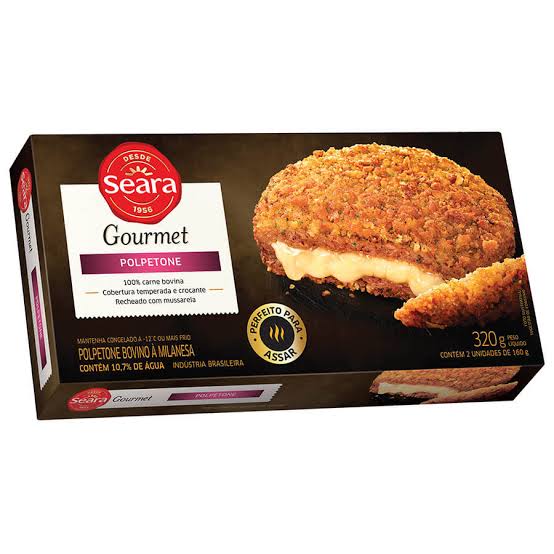 DESDE
Seara
1956
Gourmet
POLPETONE
100% carne bovina
Cobertura temperada e crocante
Recheado com mussarela
PERFEITO PARA
ASSAR
MANTENHA CONGELADO A -12°C OU MAIS FRIO
POLPETONE BOVINO À MILANESA
CONTÉM 10,7% DE ÁGUA INDÚSTRIA BRASILEIRA
320g PESO LÍQUIDO
CONTÉM 2 UNIDADES DE 160 g
Seara Gourmet POLPETONE